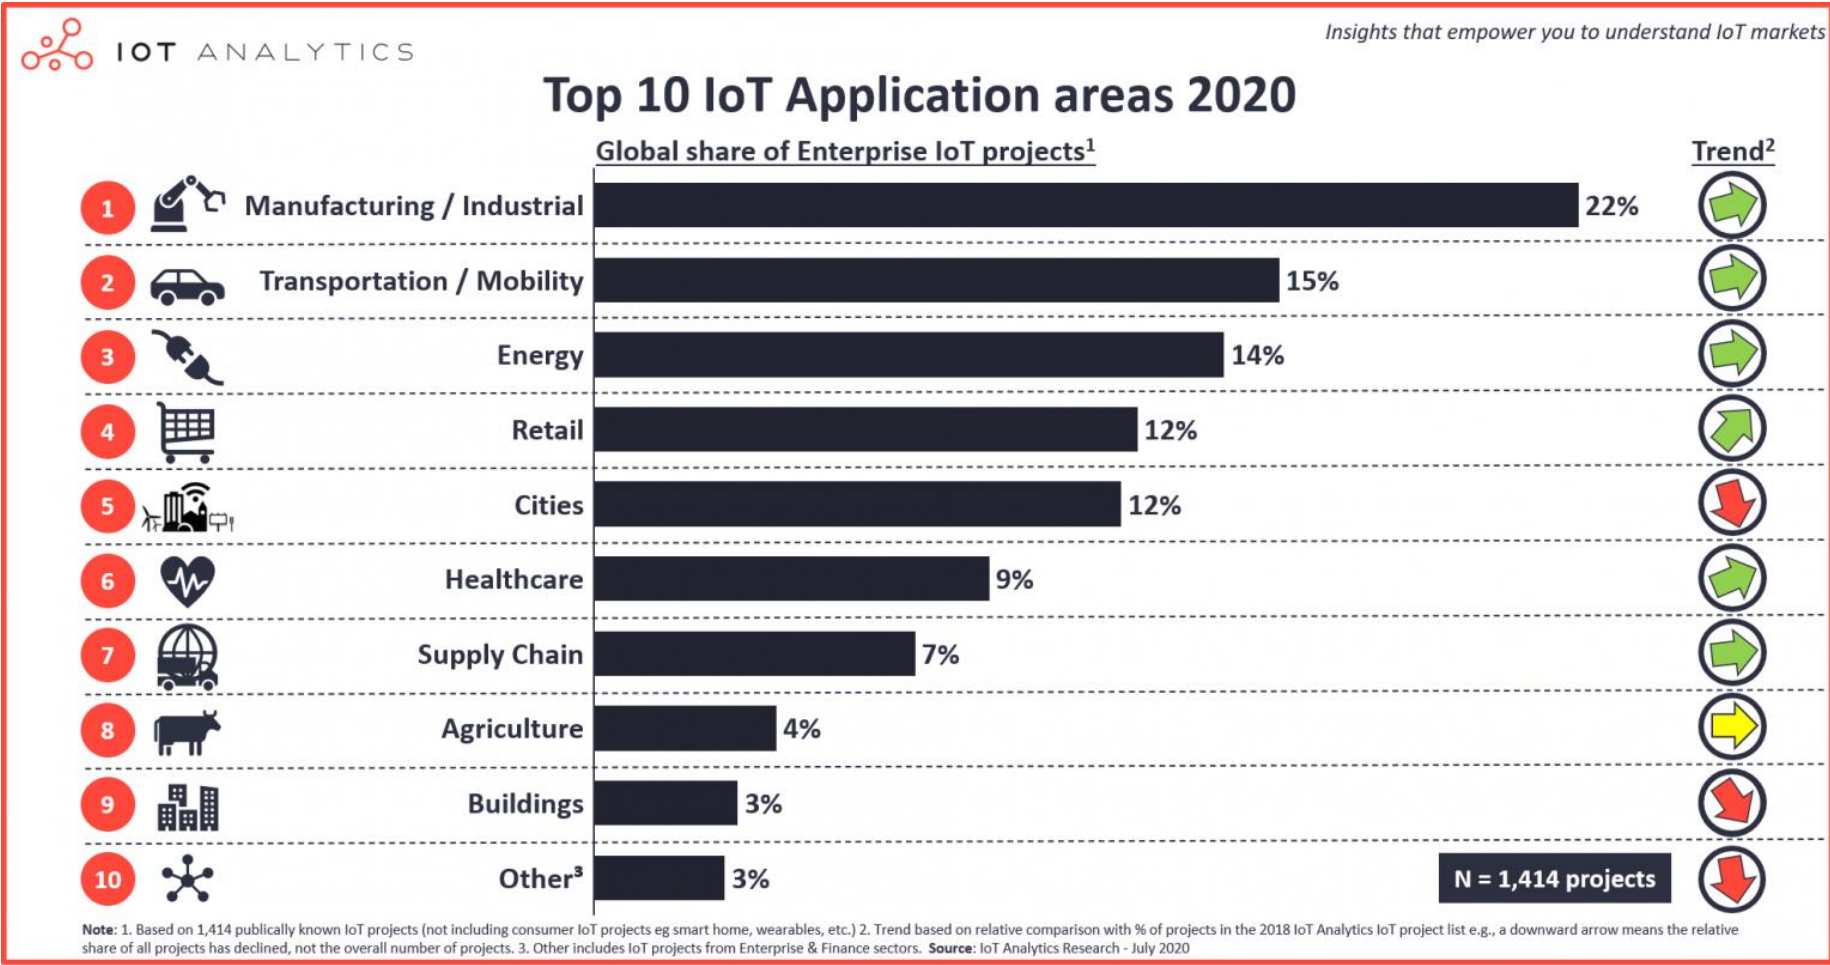 IOT ANALYTICS
Insights that empower you to understand IoT markets
Top 10 IoT Application areas 2020
Global share of Enterprise IoT projects¹
Trend²
1 Manufacturing / Industrial 22%
2 Transportation / Mobility 15%
3 Energy 14%
4 Retail 12%
5 Cities 12%
6 Healthcare 9%
7 Supply Chain 7%
8 Agriculture 4%
9 Buildings 3%
10 Other³ 3%
N = 1,414 projects
Note: 1. Based on 1,414 publically known IoT projects (not including consumer IoT projects eg smart home, wearables, etc.) 2. Trend based on relative comparison with % of projects in the 2018 IoT Analytics IoT project list e.g., a downward arrow means the relative
share of all projects has declined, not the overall number of projects. 3. Other includes IoT projects from Enterprise & Finance sectors. Source: IoT Analytics Research - July 2020